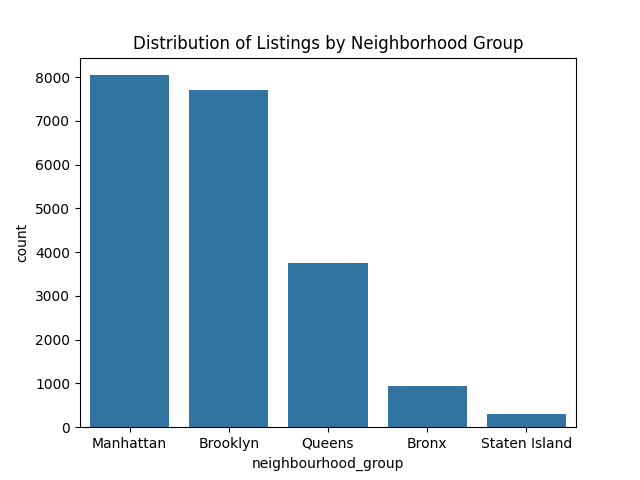 Distribution of Listings by Neighborhood Group
8000
7000
6000
5000
4000
3000
2000
1000
0
count
Manhattan Brooklyn Queens Bronx Staten Island
neighbourhood_group